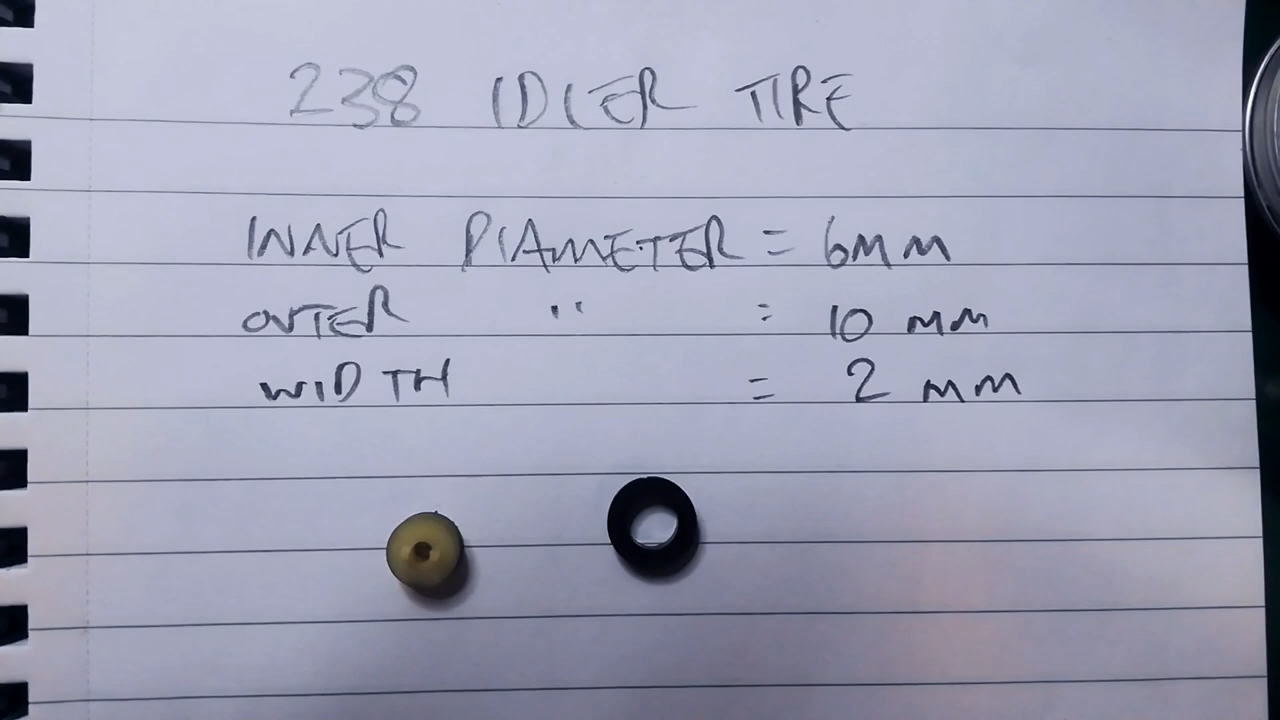 238 IDLER TIRE
INNER DIAMETER = 6MM
OUTER " = 10 MM
WIDTH = 2 MM